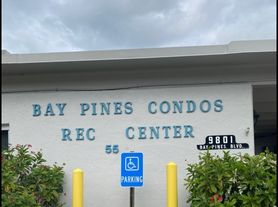 BAY PINES CONDOS
REC CENTER
55
9801
BAY PINES BLVD.
PARKING